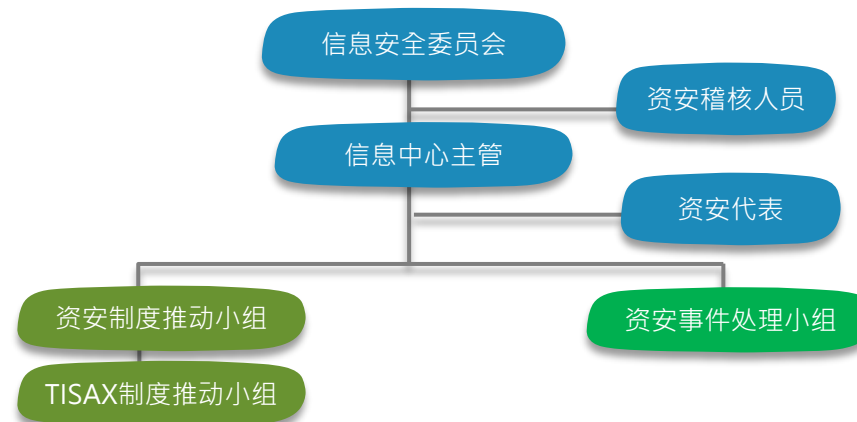 信息安全委员会
资安稽核人员
信息中心主管
资安代表
资安制度推动小组
资安事件处理小组
TISAX制度推动小组